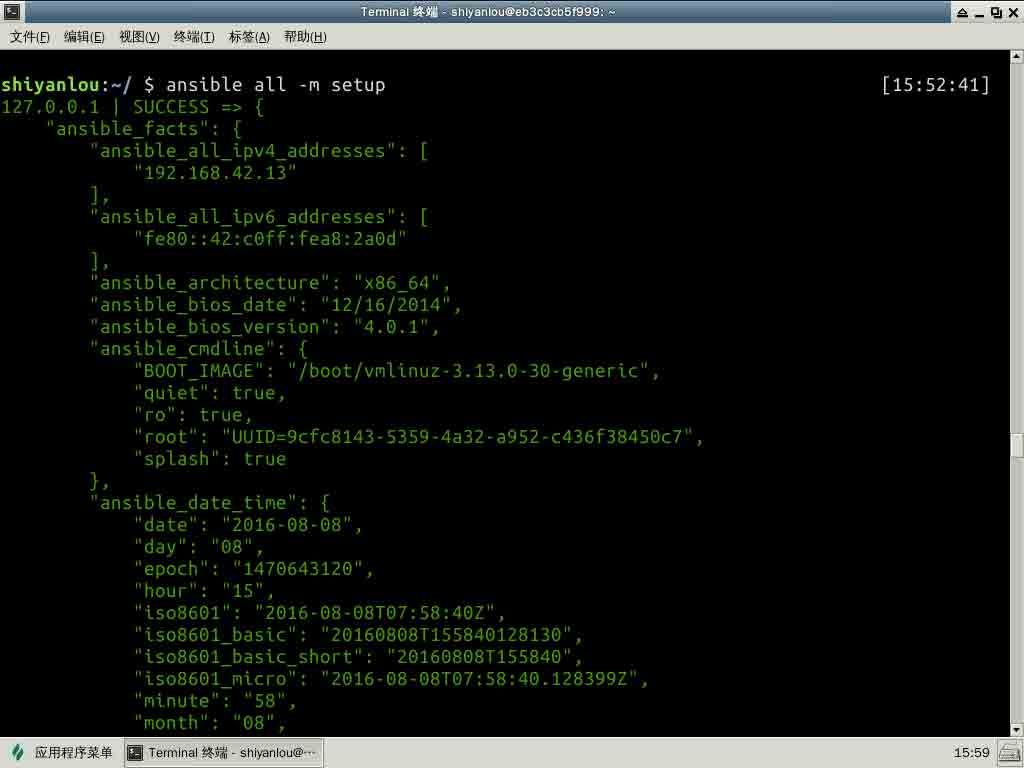 Terminal 终端 - shiyanlou@eb3c3cb5f999: ~
文件(F) 编辑(E) 视图(V) 终端(T) 标签(A) 帮助(H)
shiyanlou:~/ $ ansible all -m setup [15:52:41]
127.0.0.1 | SUCCESS => {
    "ansible_facts": {
        "ansible_all_ipv4_addresses": [
            "192.168.42.13"
        ],
        "ansible_all_ipv6_addresses": [
            "fe80::42:c0ff:fea8:2a0d"
        ],
        "ansible_architecture": "x86_64",
        "ansible_bios_date": "12/16/2014",
        "ansible_bios_version": "4.0.1",
        "ansible_cmdline": {
            "BOOT_IMAGE": "/boot/vmlinuz-3.13.0-30-generic",
            "quiet": true,
            "ro": true,
            "root": "UUID=9cfc8143-5359-4a32-a952-c436f38450c7",
            "splash": true
        },
        "ansible_date_time": {
            "date": "2016-08-08",
            "day": "08",
            "epoch": "1470643120",
            "hour": "15",
            "iso8601": "2016-08-08T07:58:40Z",
            "iso8601_basic": "20160808T155840128130",
            "iso8601_basic_short": "20160808T155840",
            "iso8601_micro": "2016-08-08T07:58:40.128399Z",
            "minute": "58",
            "month": "08",
应用程序菜单 Terminal 终端 - shiyanlou@··· 15:59